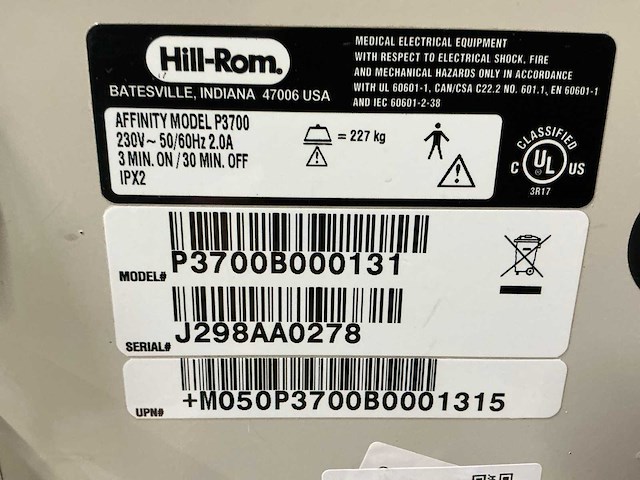 Hill-Rom.
BATESVILLE, INDIANA 47006 USA
MEDICAL ELECTRICAL EQUIPMENT
WITH RESPECT TO ELECTRICAL SHOCK, FIRE
AND MECHANICAL HAZARDS ONLY IN ACCORDANCE
WITH UL 60601-1, CAN/CSA C22.2 NO. 601.1, EN 60601-1
AND IEC 60601-2-38
AFFINITY MODEL P3700
230V~ 50/60Hz 2.0A
3 MIN. ON / 30 MIN. OFF
IPX2
= 227 kg
CLASSIFIED
C UL US
3R17
MODEL# P3700B000131
SERIAL# J298AA0278
UPN# +M050P3700B0001315